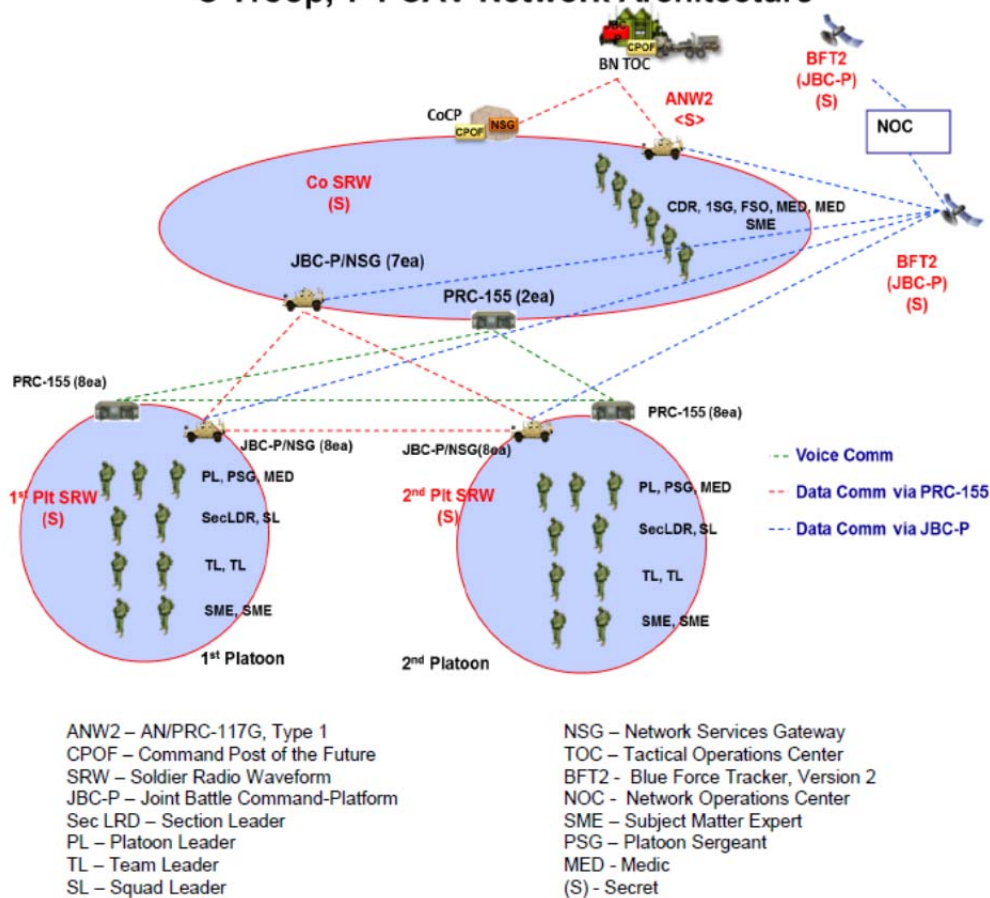 C Troop, 1-1 CAV Network Architecture
CPOF
BN TOC
BFT2
(JBC-P)
(S)
ANW2
<S>
NOC
CoCP
CPOF
NSG
Co SRW
(S)
CDR, 1SG, FSO, MED, MED
SME
JBC-P/NSG (7ea)
BFT2
(JBC-P)
(S)
PRC-155 (2ea)
PRC-155 (8ea)
PRC-155 (8ea)
JBC-P/NSG (8ea)
JBC-P/NSG(8ea)
1st Plt SRW
(S)
PL, PSG, MED
SecLDR, SL
TL, TL
SME, SME
1st Platoon
2nd Plt SRW
(S)
PL, PSG, MED
SecLDR, SL
TL, TL
SME, SME
2nd Platoon
Voice Comm
Data Comm via PRC-155
Data Comm via JBC-P
ANW2 – AN/PRC-117G, Type 1
CPOF – Command Post of the Future
SRW – Soldier Radio Waveform
JBC-P – Joint Battle Command-Platform
Sec LRD – Section Leader
PL – Platoon Leader
TL – Team Leader
SL – Squad Leader
NSG – Network Services Gateway
TOC – Tactical Operations Center
BFT2 - Blue Force Tracker, Version 2
NOC - Network Operations Center
SME – Subject Matter Expert
PSG – Platoon Sergeant
MED - Medic
(S) - Secret